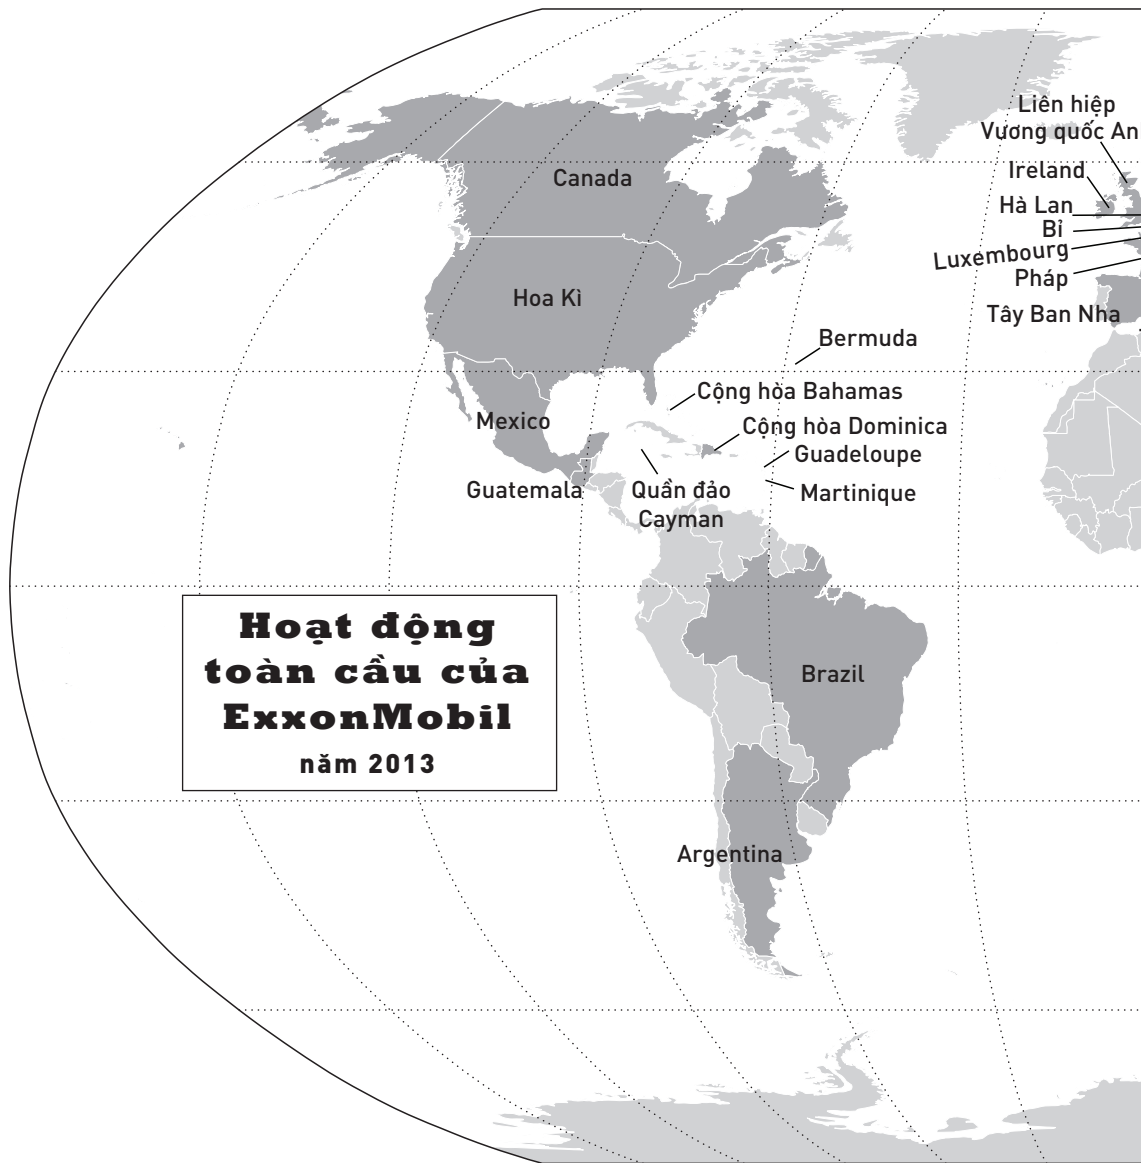 Liên hiệp
Vương quốc An
Ireland
Canada
Hà Lan
Bỉ
Luxembourg
Pháp
Hoa Kì
Tây Ban Nha
Bermuda
Cộng hòa Bahamas
Mexico
Cộng hòa Dominica
Guadeloupe
Guatemala
Quần đảo
Cayman
Martinique
Hoạt động
toàn cầu của
ExxonMobil
năm 2013
Brazil
Argentina